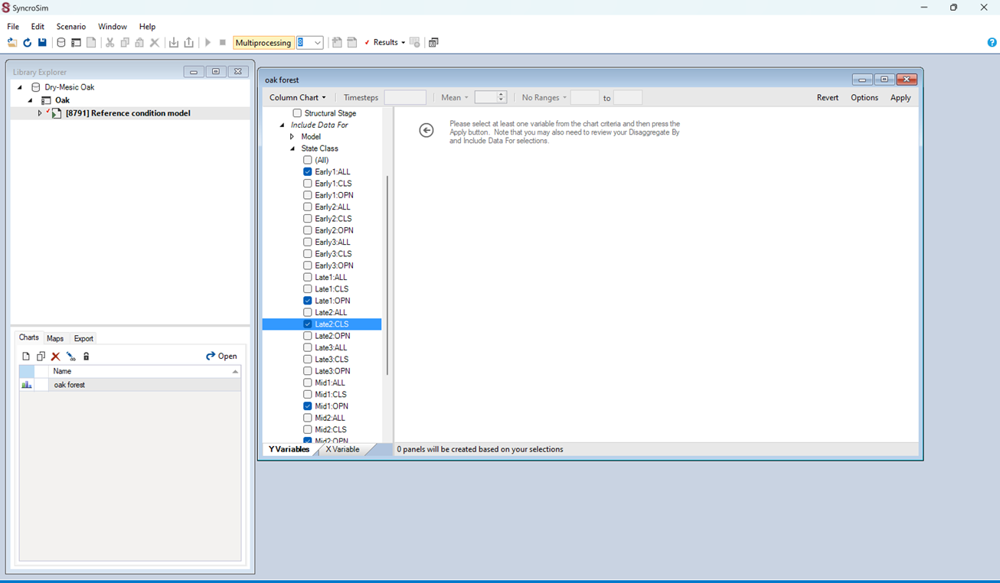 SyncroSim
File Edit Scenario Window Help
Multiprocessing 8 Results
Library Explorer
Dry-Mesic Oak
Oak
[8791] Reference condition model
Charts Maps Export
Open
Name
oak forest
oak forest
Column Chart Timesteps Mean No Ranges to Revert Options Apply
Structural Stage
Include Data For
Model
State Class
(All)
Early1:ALL
Early1:CLS
Early1:OPN
Early2:ALL
Early2:CLS
Early2:OPN
Early3:ALL
Early3:CLS
Early3:OPN
Late1:ALL
Late1:CLS
Late1:OPN
Late2:ALL
Late2:CLS
Late2:OPN
Late3:ALL
Late3:CLS
Late3:OPN
Mid1:ALL
Mid1:CLS
Mid1:OPN
Mid2:ALL
Mid2:CLS
Mid2:OPN
Y Variables X Variable
Please select at least one variable from the chart criteria and then press the
Apply button. Note that you may also need to review your Disaggregate By
and Include Data For selections.
0 panels will be created based on your selections